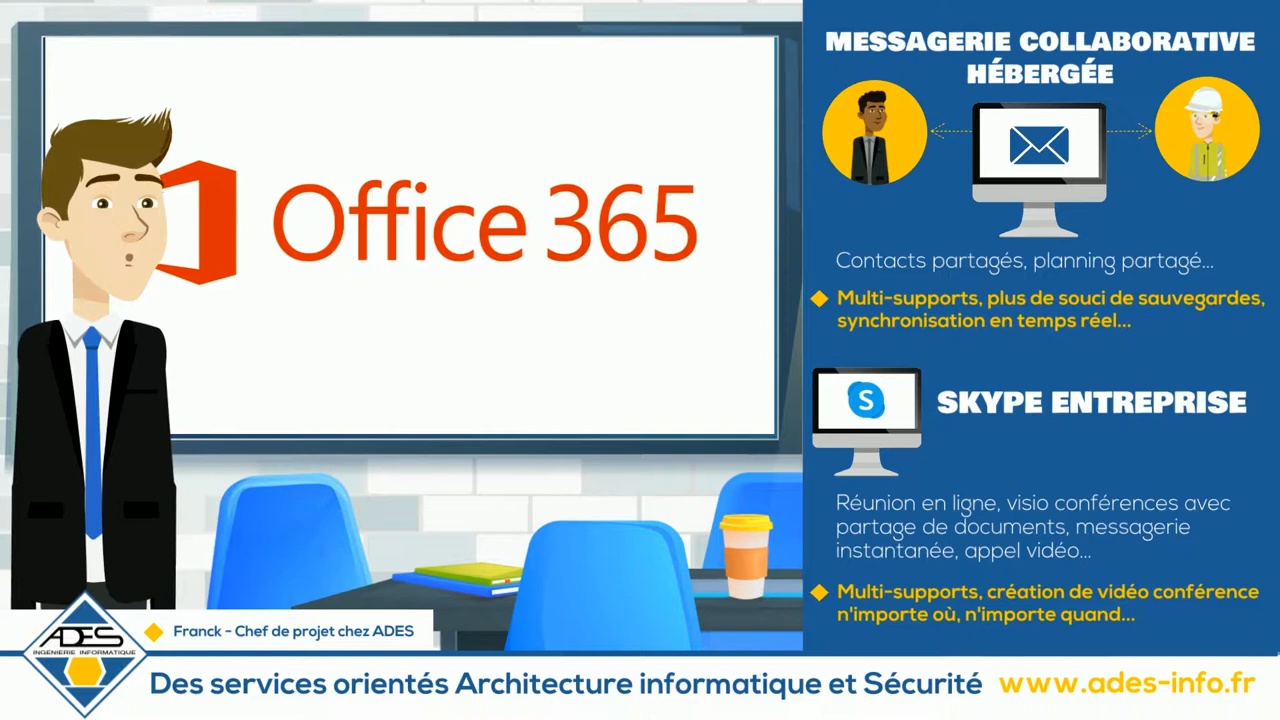 Office 365
MESSAGERIE COLLABORATIVE
HÉBERGÉE
Contacts partagés, planning partagé...
Multi-supports, plus de souci de sauvegardes,
synchronisation en temps réel...
S
SKYPE ENTREPRISE
Réunion en ligne, visio conférences avec
partage de documents, messagerie
instantanée, appel vidéo...
Multi-supports, création de vidéo conférence
n'importe où, n'importe quand...
Franck - Chef de projet chez ADES
ADES
INGENIERIE INFORMATIQUE
Des services orientés Architecture informatique et Sécurité www.ades-info.fr